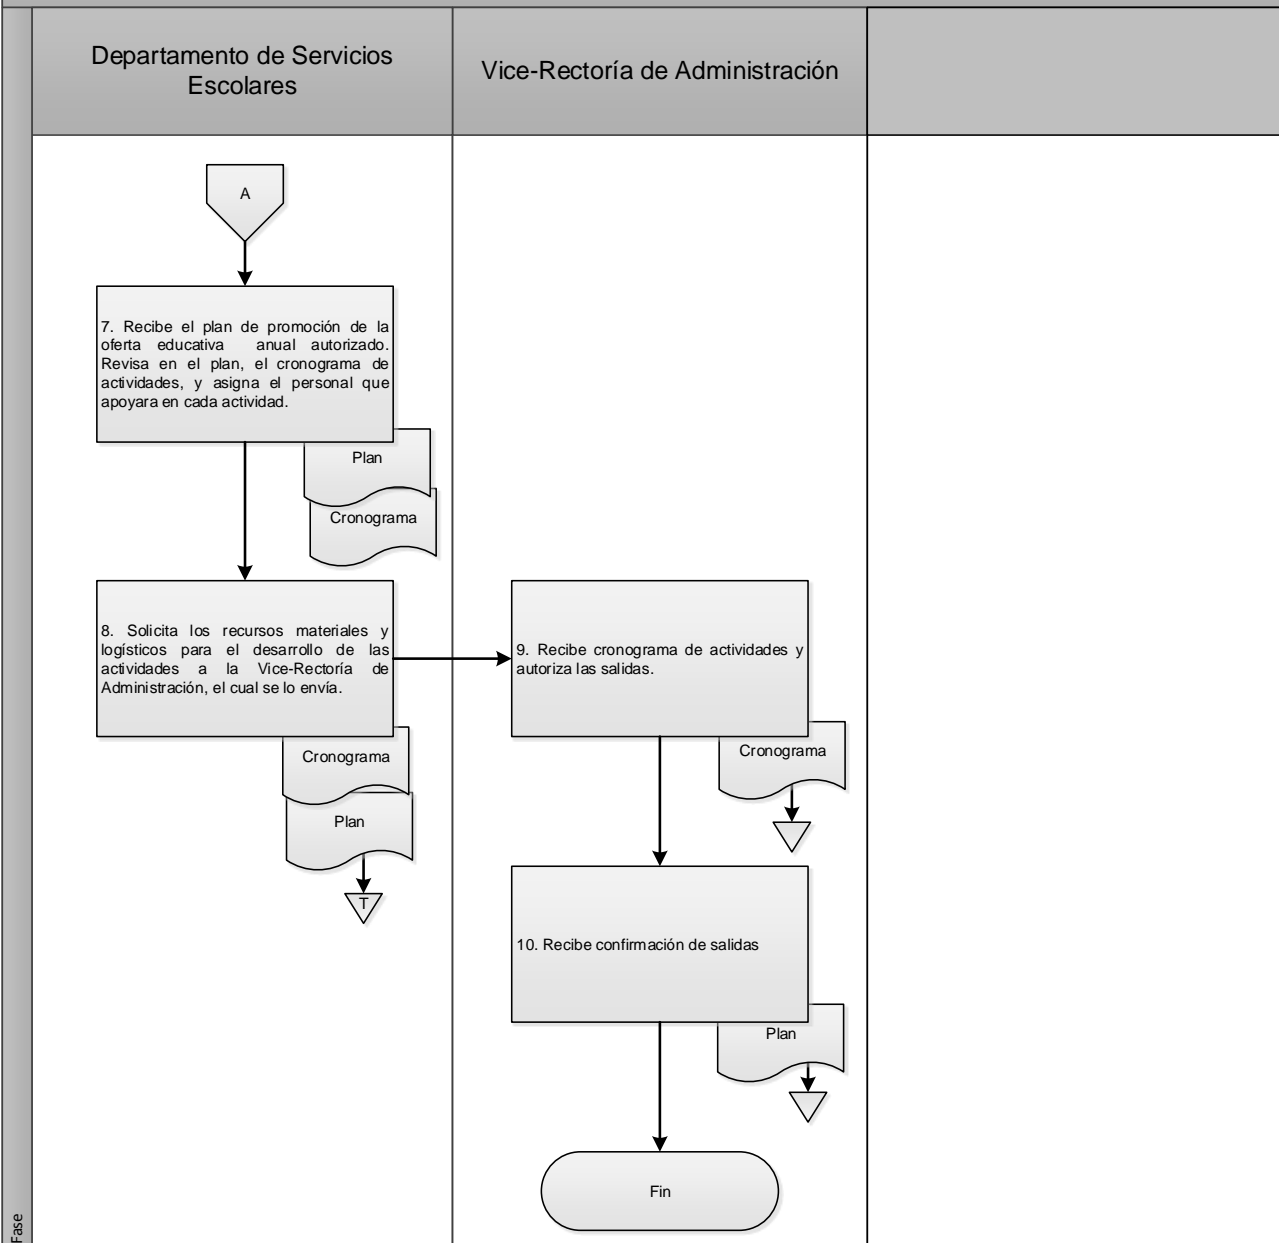 Departamento de Servicios
Escolares
Vice-Rectoría de Administración
A
7. Recibe el plan de promoción de la
oferta educativa anual autorizado.
Revisa en el plan, el cronograma de
actividades, y asigna el personal que
apoyara en cada actividad.
Plan
Cronograma
8. Solicita los recursos materiales y
logísticos para el desarrollo de las
actividades a la Vice-Rectoría de
Administración, el cual se lo envía.
Cronograma
Plan
T
9. Recibe cronograma de actividades y
autoriza las salidas.
Cronograma
10. Recibe confirmación de salidas
Plan
Fin
Fase